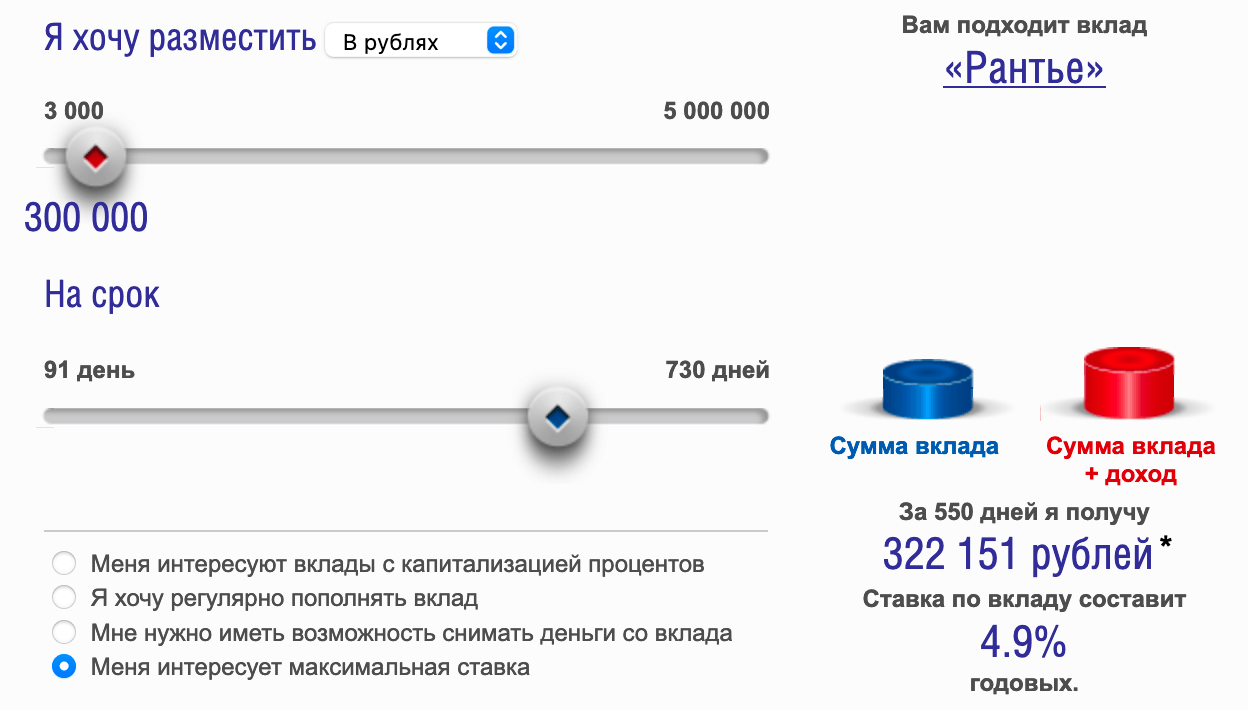 Я хочу разместить В рублях
3 000 5 000 000
300 000
На срок
91 день 730 дней
Меня интересуют вклады с капитализацией процентов
Я хочу регулярно пополнять вклад
Мне нужно иметь возможность снимать деньги со вклада
Меня интересует максимальная ставка
Вам подходит вклад
«Рантье»
Сумма вклада
Сумма вклада
+ доход
За 550 дней я получу
322 151 рублей*
Ставка по вкладу составит
4.9%
годовых.